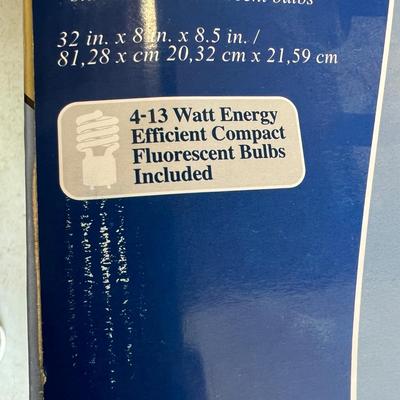 bulbs
32 in. x 8 in. x 8.5 in. /
81,28 x cm 20,32 cm x 21,59 cm
4-13 Watt Energy
Efficient Compact
Fluorescent Bulbs
Included